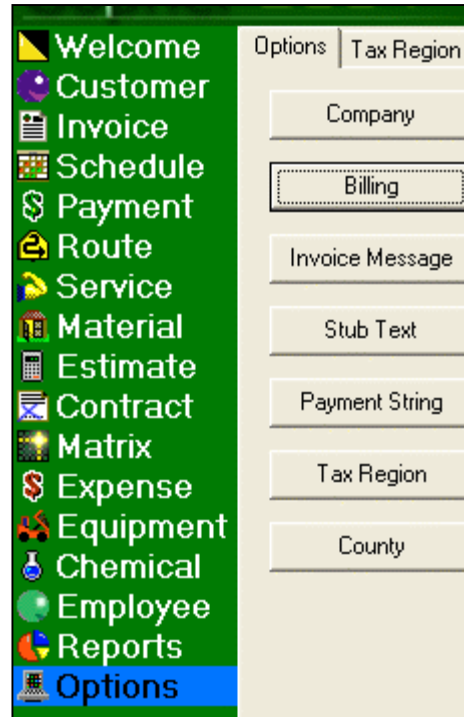 Welcome
Customer
Invoice
Schedule
Payment
Route
Service
Material
Estimate
Contract
Matrix
Expense
Equipment
Chemical
Employee
Reports
Options
Options Tax Region
Company
Billing
Invoice Message
Stub Text
Payment String
Tax Region
County